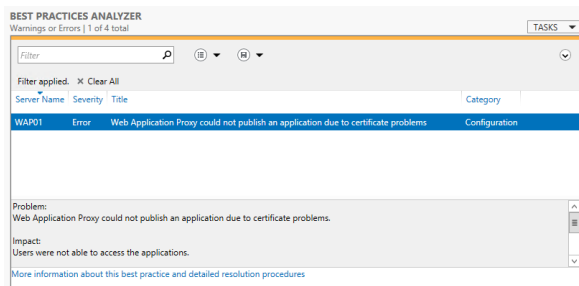 BEST PRACTICES ANALYZER
Warnings or Errors | 1 of 4 total
TASKS
Filter
Filter applied. × Clear All
Server Name Severity Title Category
WAP01 Error Web Application Proxy could not publish an application due to certificate problems Configuration
Problem:
Web Application Proxy could not publish an application due to certificate problems.
Impact:
Users were not able to access the applications.
More information about this best practice and detailed resolution procedures